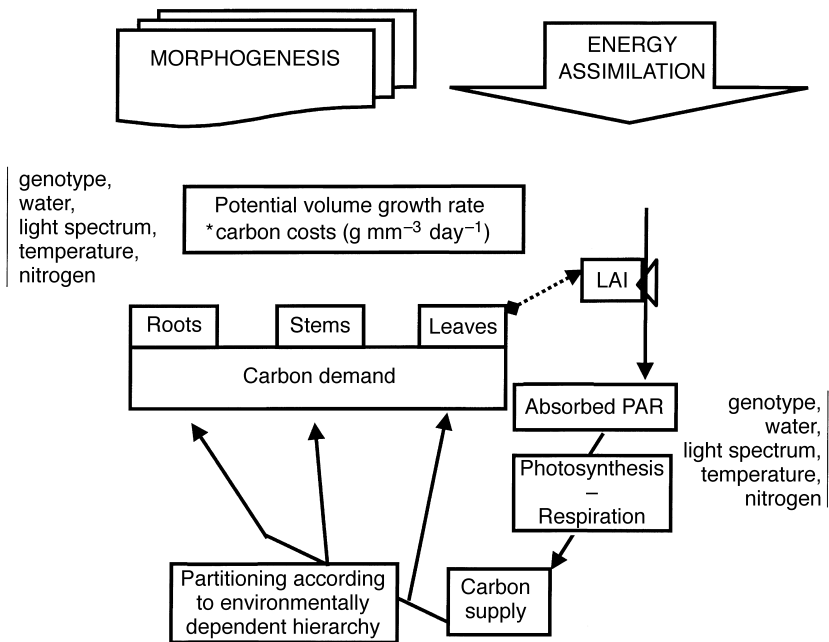 MORPHOGENESIS
ENERGY
ASSIMILATION
genotype,
water,
light spectrum,
temperature,
nitrogen
Potential volume growth rate
*carbon costs (g mm⁻³ day⁻¹)
LAI
Roots
Stems
Leaves
Carbon demand
Absorbed PAR
genotype,
water,
light spectrum,
temperature,
nitrogen
Photosynthesis
–
Respiration
Partitioning according
to environmentally
dependent hierarchy
Carbon
supply